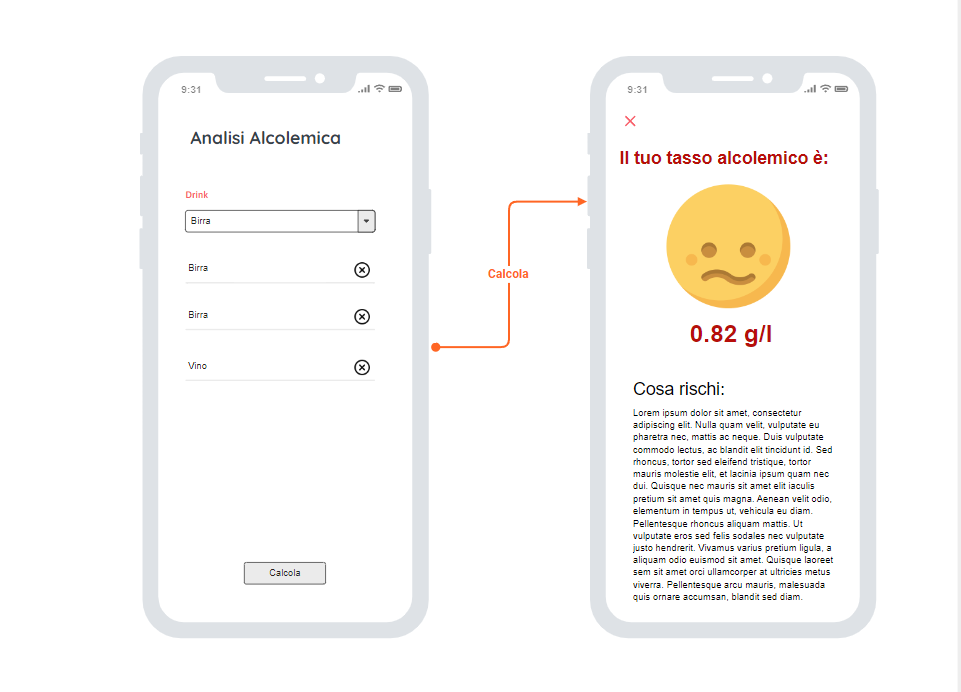 9:31
Analisi Alcolemica
Drink
Birra
Birra
Birra
Vino
Calcola
Calcola
9:31
Il tuo tasso alcolemico è:
0.82 g/l
Cosa rischi:
Lorem ipsum dolor sit amet, consectetur
adipiscing elit. Nulla quam velit, vulputate eu
pharetra nec, mattis ac neque. Duis vulputate
commodo lectus, ac blandit elit tincidunt id. Sed
rhoncus, tortor sed eleifend tristique, tortor
mauris molestie elit, et lacinia ipsum quam nec
dui. Quisque nec mauris sit amet elit iaculis
pretium sit amet quis magna. Aenean velit odio,
elementum in tempus ut, vehicula eu diam.
Pellentesque rhoncus aliquam mattis. Ut
vulputate eros sed felis sodales nec vulputate
justo hendrerit. Vivamus varius pretium ligula, a
aliquam odio euismod sit amet. Quisque laoreet
sem sit amet orci ullamcorper at ultricies metus
viverra. Pellentesque arcu mauris, malesuada
quis ornare accumsan, blandit sed diam.